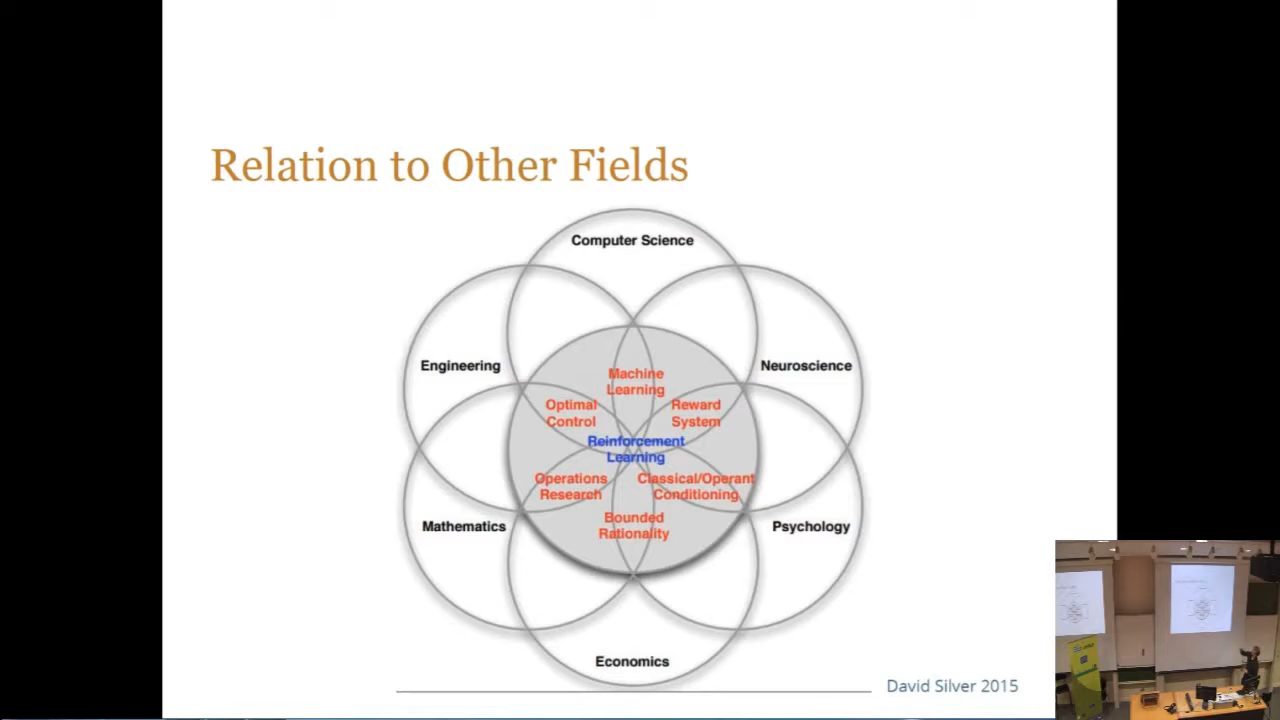 Relation to Other Fields
Computer Science
Engineering
Neuroscience
Machine
Learning
Optimal
Control
Reward
System
Reinforcement
Learning
Operations
Research
Classical/Operant
Conditioning
Bounded
Rationality
Mathematics
Psychology
Economics
David Silver 2015